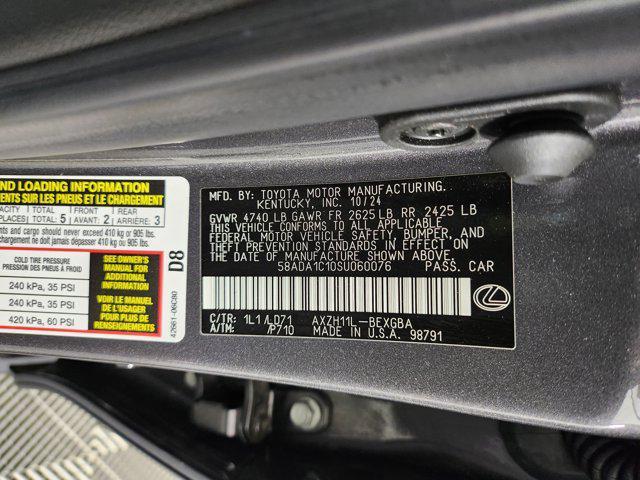 ND LOADING INFORMATION
MENTS SUR LES PNEUS ET LE CHARGEMENT
ACITY TOTAL FRONT REAR
PLACES TOTAL: 5 AVANT: 2 ARRIÈRE: 3
nts and cargo should never exceed 410 kg or 905 lbs.
chargement ne doit jamais dépasser 410 kg ou 905 lb.
COLD TIRE PRESSURE
PRESSION DES PNEUS À FROID
240 kPa, 35 PSI
240 kPa, 35 PSI
420 kPa, 60 PSI
SEE OWNER'S
MANUAL FOR
ADDITIONAL
INFORMATION
VOIR LE MANUEL
DE L'USAGER
POUR PLUS DE
RENSEIGNEMENTS
D8
42661-06C80
MFD. BY: TOYOTA MOTOR MANUFACTURING.
KENTUCKY, INC. 10/24
GVWR 4740 LB GAWR FR 2625 LB RR 2425 LB
THIS VEHICLE CONFORMS TO ALL APPLICABLE
FEDERAL MOTOR VEHICLE SAFETY, BUMPER, AND
THEFT PREVENTION STANDARDS IN EFFECT ON
THE DATE OF MANUFACTURE SHOWN ABOVE.
58ADA1C10SU060076 PASS. CAR
C/TR: 1L1/LD71 AXZH11L-BEXGBA
A/TM: /P710 MADE IN U.S.A. 98791